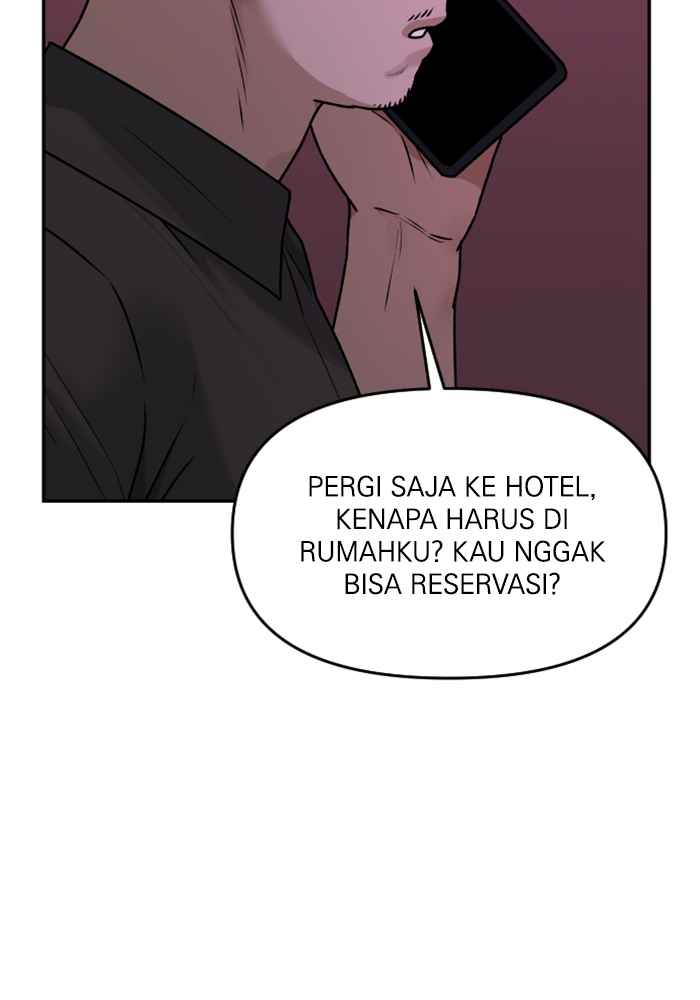 PERGI SAJA KE HOTEL,
KENAPA HARUS DI
RUMAHKU? KAU NGGAK
BISA RESERVASI?